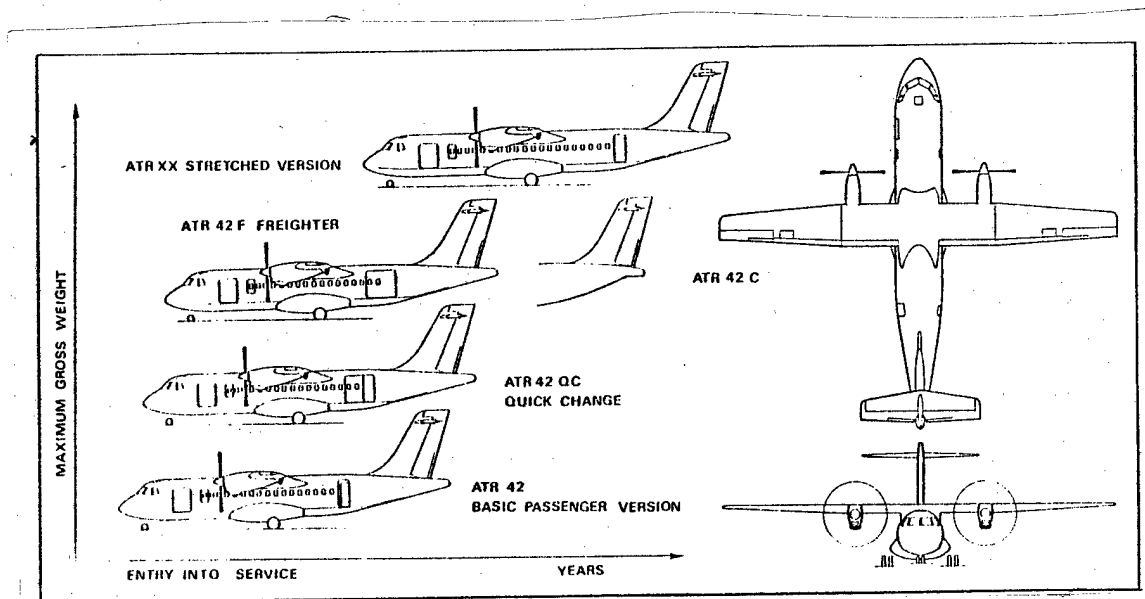 ATR XX STRETCHED VERSION
ATR 42 F FREIGHTER
ATR 42 C
ATR 42 QC
QUICK CHANGE
ATR 42
BASIC PASSENGER VERSION
MAXIMUM GROSS WEIGHT
ENTRY INTO SERVICE
YEARS